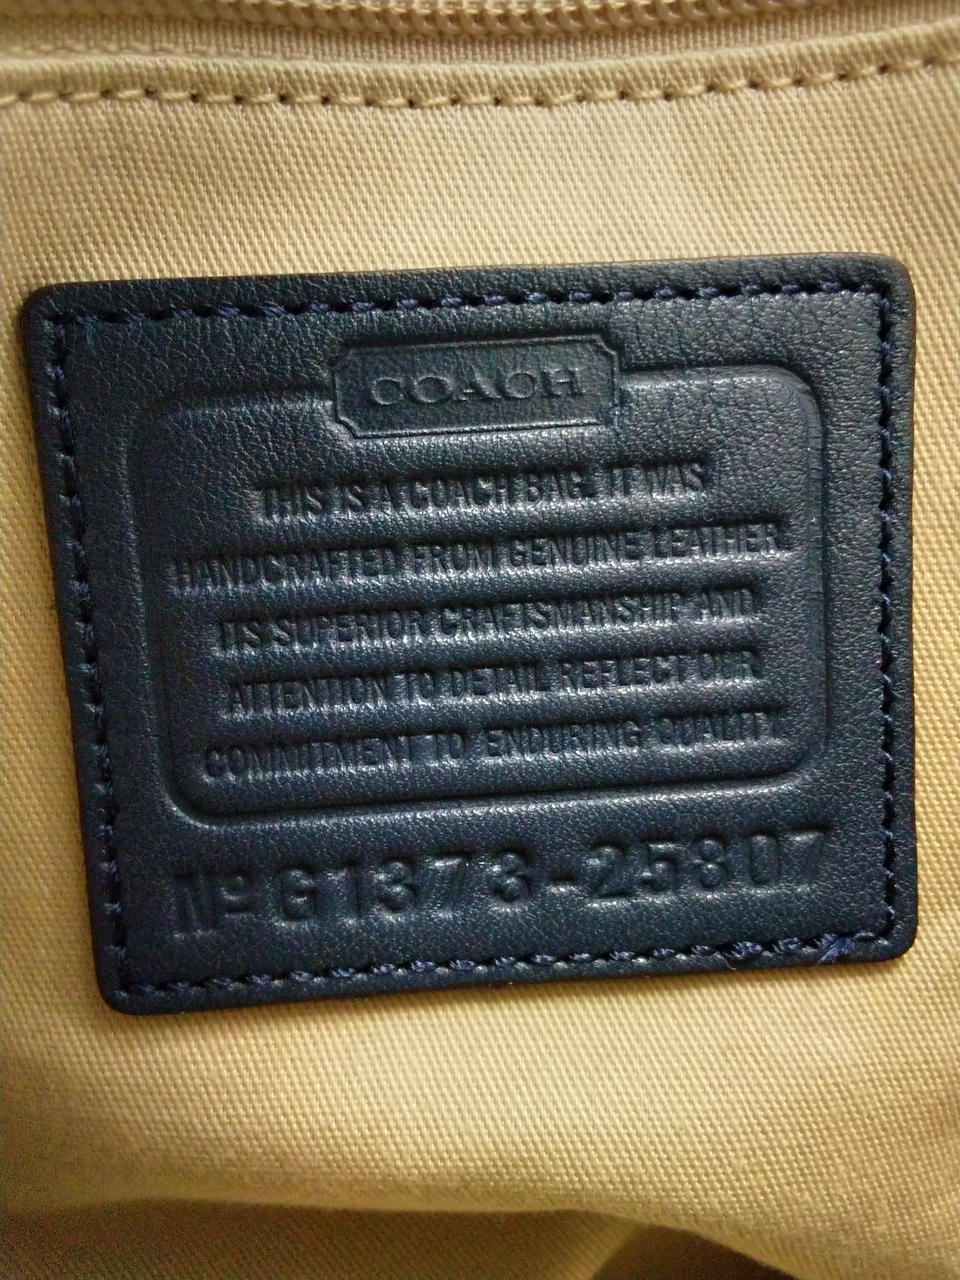 COACH
THIS IS A COACH BAG. IT WAS
HANDCRAFTED FROM GENUINE LEATHER.
ITS SUPERIOR CRAFTSMANSHIP AND
ATTENTION TO DETAIL REFLECT OUR
COMMITMENT TO ENDURING QUALITY.
Nº G1373-25807